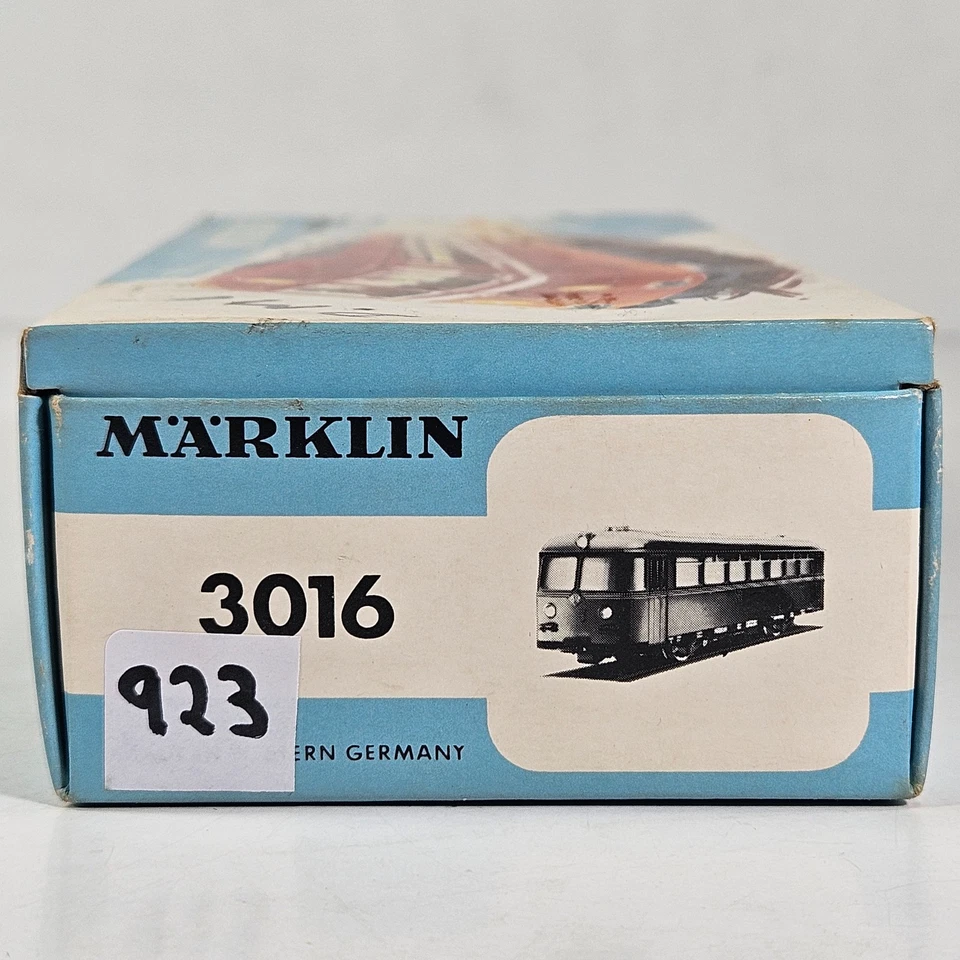 MÄRKLIN
3016
923
ERN GERMANY